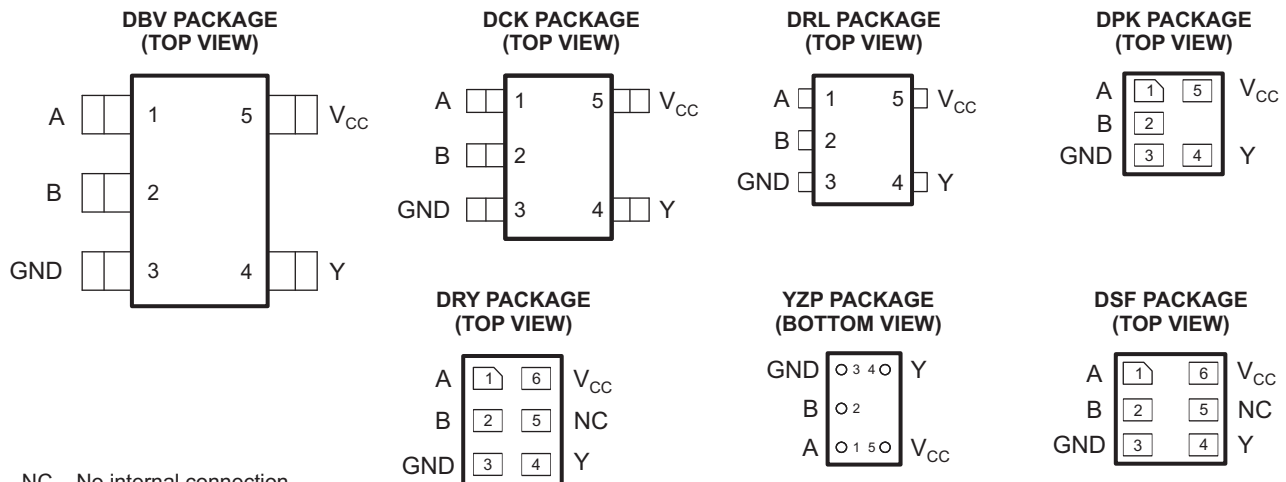 DBV PACKAGE
(TOP VIEW)
A 1 5 VCC
B 2
GND 3 4 Y
DCK PACKAGE
(TOP VIEW)
A 1 5 VCC
B 2
GND 3 4 Y
DRL PACKAGE
(TOP VIEW)
A 1 5 VCC
B 2
GND 3 4 Y
DPK PACKAGE
(TOP VIEW)
A 1 5 VCC
B 2
GND 3 4 Y
DRY PACKAGE
(TOP VIEW)
A 1 6 VCC
B 2 5 NC
GND 3 4 Y
YZP PACKAGE
(BOTTOM VIEW)
GND 3 4 Y
B 2
A 1 5 VCC
DSF PACKAGE
(TOP VIEW)
A 1 6 VCC
B 2 5 NC
GND 3 4 Y
NC – No internal connection